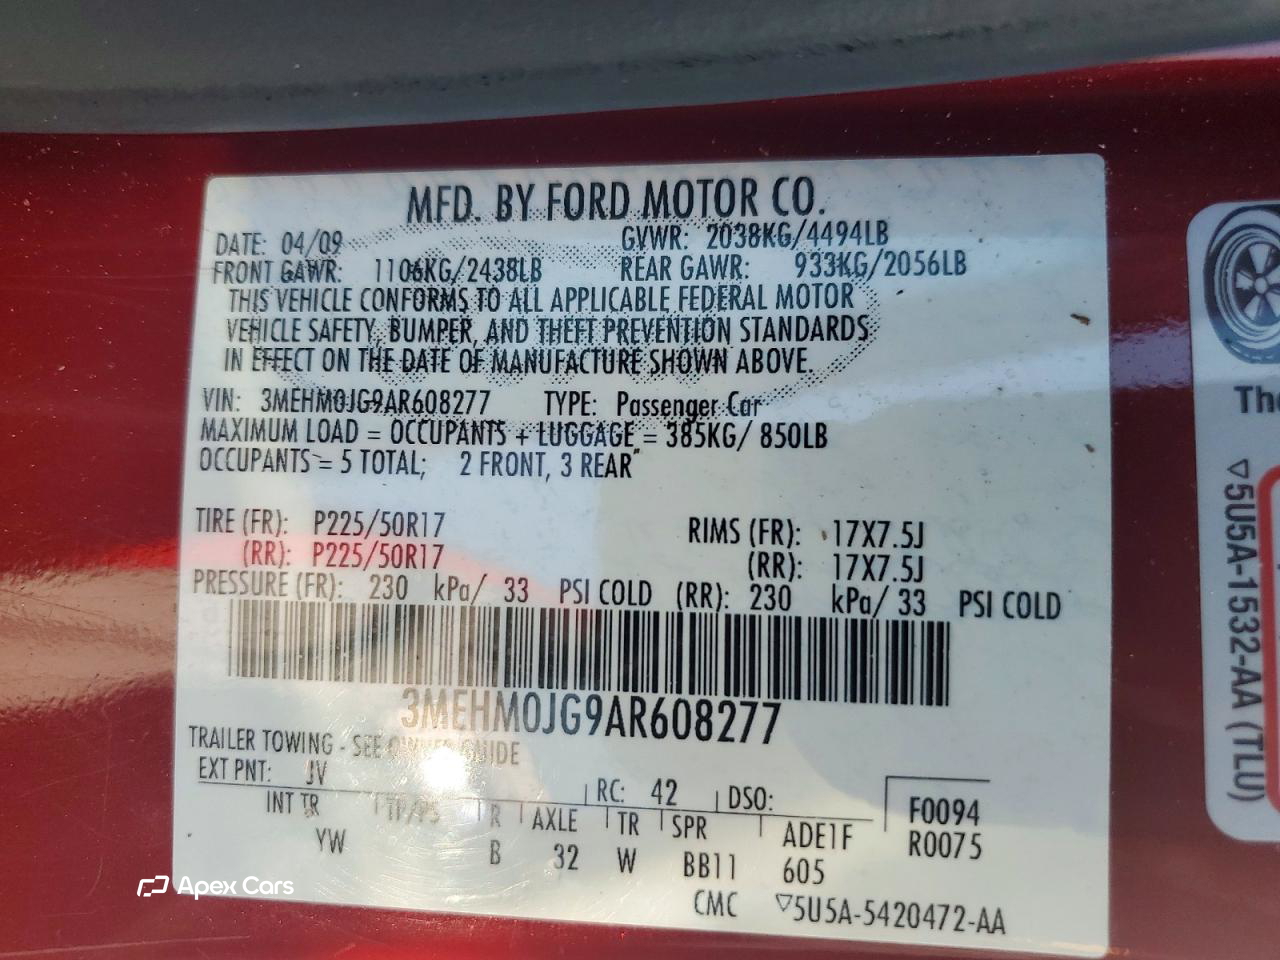 MFD. BY FORD MOTOR CO.
DATE: 04/09 GVWR: 2038KG/4494LB
FRONT GAWR: 1106KG/2438LB REAR GAWR: 933KG/2056LB
THIS VEHICLE CONFORMS TO ALL APPLICABLE FEDERAL MOTOR
VEHICLE SAFETY, BUMPER, AND THEFT PREVENTION STANDARDS
IN EFFECT ON THE DATE OF MANUFACTURE SHOWN ABOVE.
VIN: 3MEHM0JG9AR608277 TYPE: Passenger Car
MAXIMUM LOAD = OCCUPANTS + LUGGAGE = 385KG/ 850LB
OCCUPANTS = 5 TOTAL; 2 FRONT, 3 REAR
TIRE (FR): P225/50R17 RIMS (FR): 17X7.5J
(RR): P225/50R17 (RR): 17X7.5J
PRESSURE (FR): 230 kPa/ 33 PSI COLD (RR): 230 kPa/ 33 PSI COLD
3MEHM0JG9AR608277
TRAILER TOWING - SEE OWNER GUIDE
EXT PNT: JV RC: 42 DSO: F0094
INT TR TP/PS R AXLE TR SPR ADE1F R0075
YW B 32 W BB11 605
CMC ▽5U5A-5420472-AA
The
▽5U5A-1532-AA (TLU)
Apex Cars